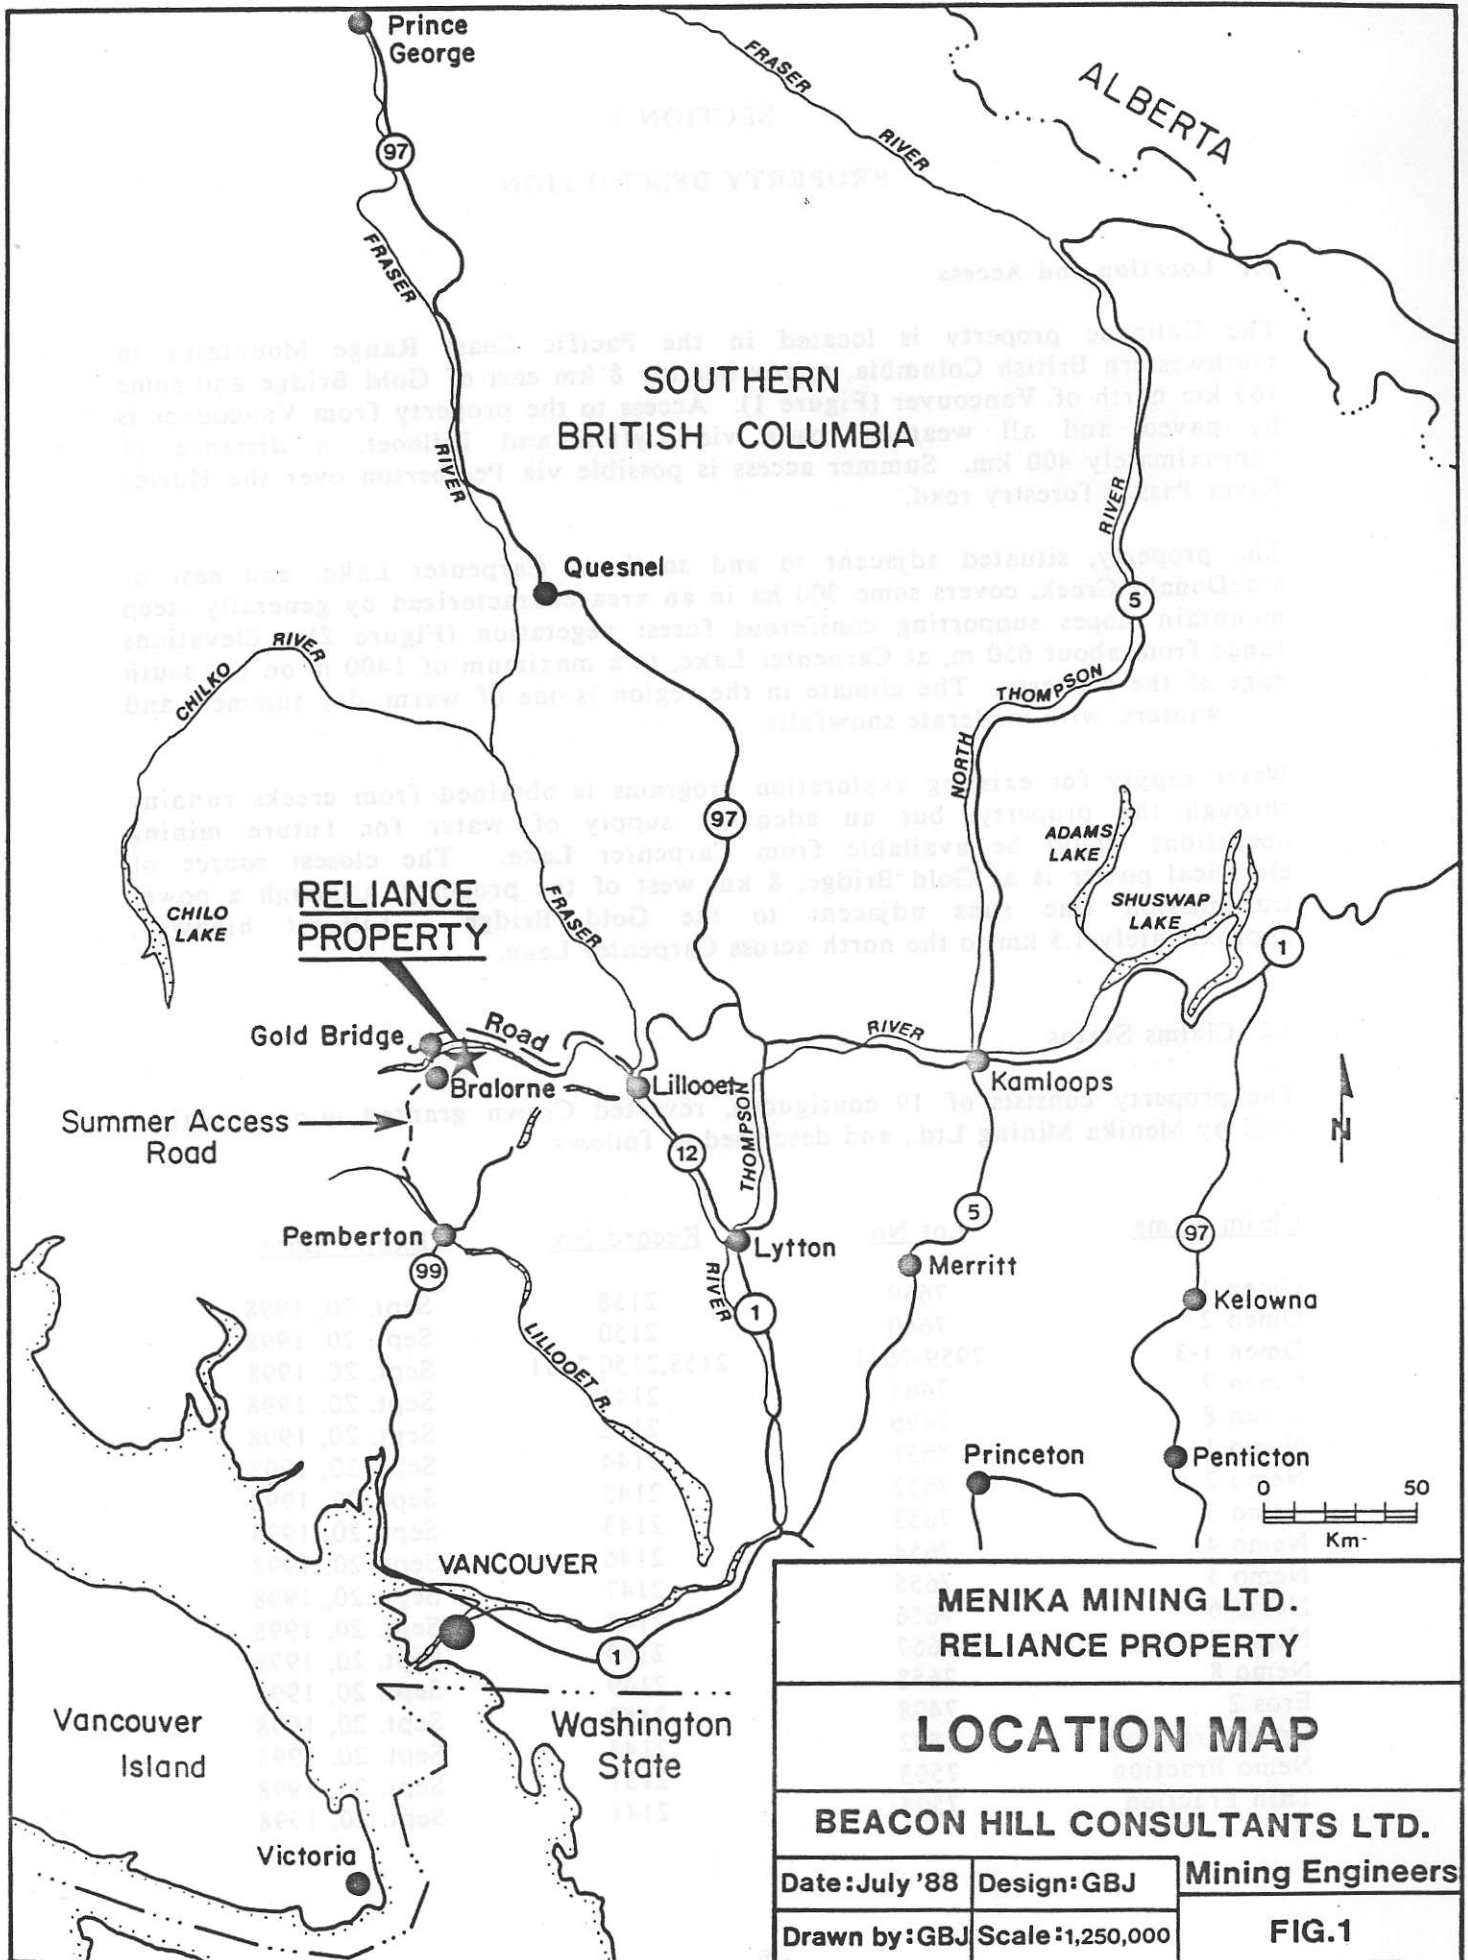 Prince
George
FRASER
RIVER
ALBERTA
97
FRASER
RIVER
SOUTHERN
BRITISH COLUMBIA
RIVER
5
Quesnel
CHILKO
RIVER
THOMPSON
NORTH
97
ADAMS
LAKE
SHUSWAP
LAKE
1
RELIANCE
PROPERTY
CHILO
LAKE
FRASER
Gold Bridge
Road
RIVER
Bralorne
Lillooet
Kamloops
Summer Access
Road
12
THOMPSON
N
5
Pemberton
99
Lytton
Merritt
97
RIVER
1
Kelowna
LILLOOET R.
Princeton
Penticton
0 50
Km
VANCOUVER
1
Vancouver
Island
Washington
State
Victoria
MENIKA MINING LTD.
RELIANCE PROPERTY
LOCATION MAP
BEACON HILL CONSULTANTS LTD.
Mining Engineers
Date: July '88
Design: GBJ
Drawn by: GBJ
Scale: 1,250,000
FIG.1